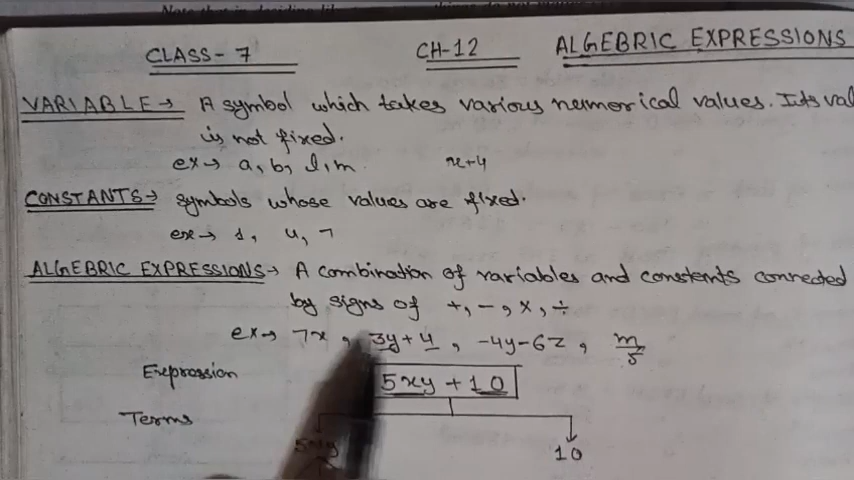 CLASS-7 CH-12 ALGEBRIC EXPRESSIONS
VARIABLE→ A symbol which takes various numerical values. Its val
is not fixed.
ex→ a, b, l, m. x+4
CONSTANTS→ symbols whose values are fixed.
ex→ 1, 4, 7
ALGEBRIC EXPRESSIONS→ A combination of variables and constants connected
by signs of +, -, ×, ÷
ex→ 7x, 3y+4, -4y-6z, m/5
Expression 5xy + 10
Terms
5xy 10